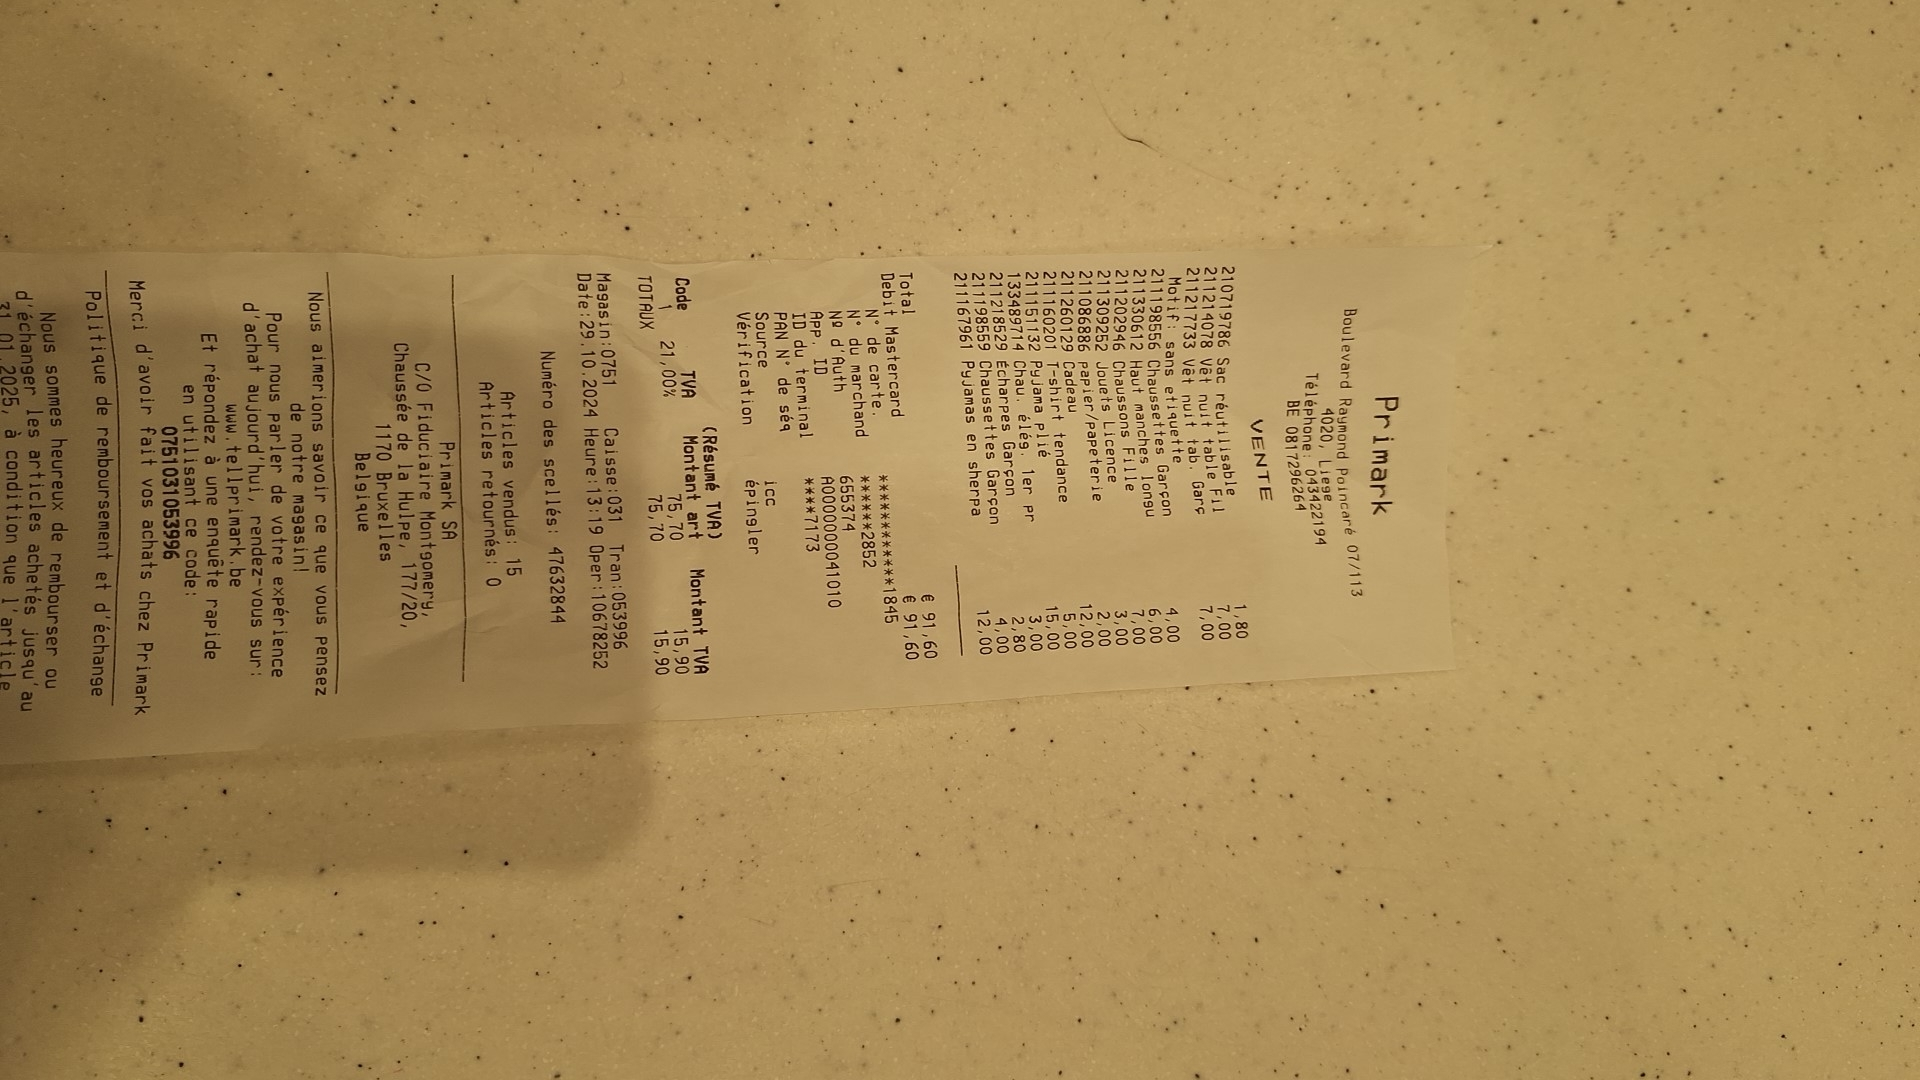 Primark
Boulevard Raymond Poincaré 07/113
4020, Liege
Téléphone: 043422194
BE 0817296264
VENTE
210719786 Sac réutilisable 1,80
211214078 Vêt nuit table Fil 7,00
211217733 Vêt nuit tab. Garç 7,00
Motif: sans etiquette
211198556 Chaussettes Garçon 4,00
211330612 Haut manches longu 6,00
211202946 Chaussons Fille 7,00
211309252 Jouets Licence 3,00
211086886 papier/papeterie 2,00
211260129 Cadeau 12,00
211160201 T-shirt tendance 5,00
211151132 Pyjama plié 15,00
133489714 Chau. élés. 1er pr 3,00
211218529 Écharpes Garçon 2,80
211198559 Chaussettes Garçon 4,00
211167961 Pyjamas en sherpa 12,00
Total € 91,60
Debit Mastercard € 91,60
N° de carte. ************1845
N° du marchand ******2852
Nº d'Auth 655374
App. ID A0000000041010
ID du terminal ****7173
PAN N° de séq
Source icc
Vérification épingler
(Résumé TVA)
Code TVA Montant art Montant TVA
1 21,00% 75,70 15,90
TOTAUX 75,70 15,90
Magasin:0751 Caisse:031 Tran:053996
Date:29.10.2024 Heure:13:19 Oper:10678252
Numéro des scellés: 47632844
Articles vendus: 15
Articles retournés: 0
Primark SA
C/O Fiduciaire Montgomery,
Chaussée de la Hulpe, 177/20,
1170 Bruxelles
Belgique
Nous aimerions savoir ce que vous pensez
de notre magasin!
Pour nous parler de votre expérience
d'achat aujourd'hui, rendez-vous sur:
www.tellprimark.be
Et répondez à une enquête rapide
en utilisant ce code:
0751031053996
Merci d'avoir fait vos achats chez Primark
Politique de remboursement et d'échange
Nous sommes heureux de rembourser ou
d'échanger les articles achetés jusqu'au
31.01.2025, à condition que l'article